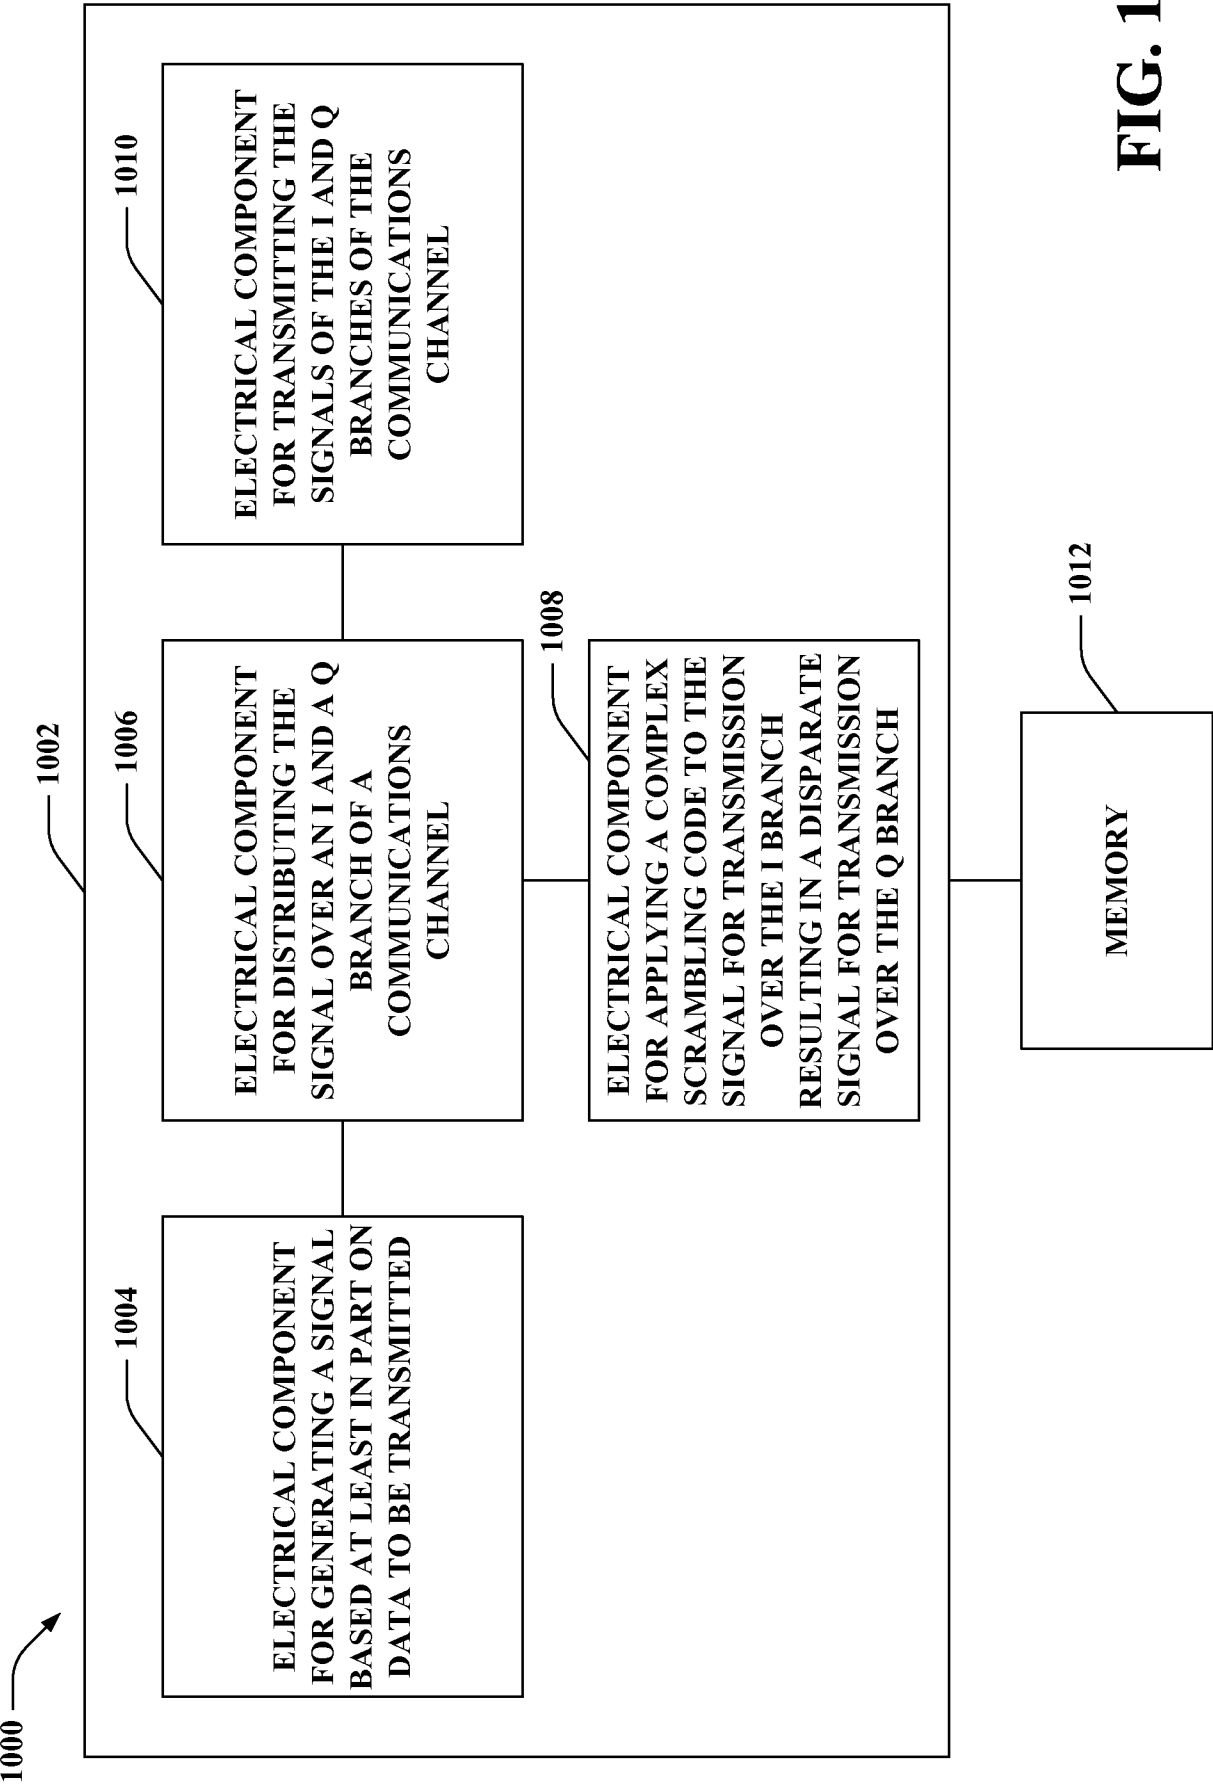 1000
1002
1004
ELECTRICAL COMPONENT
FOR GENERATING A SIGNAL
BASED AT LEAST IN PART ON
DATA TO BE TRANSMITTED
1006
ELECTRICAL COMPONENT
FOR DISTRIBUTING THE
SIGNAL OVER AN I AND A Q
BRANCH OF A
COMMUNICATIONS
CHANNEL
1010
ELECTRICAL COMPONENT
FOR TRANSMITTING THE
SIGNALS OF THE I AND Q
BRANCHES OF THE
COMMUNICATIONS
CHANNEL
1008
ELECTRICAL COMPONENT
FOR APPLYING A COMPLEX
SCRAMBLING CODE TO THE
SIGNAL FOR TRANSMISSION
OVER THE I BRANCH
RESULTING IN A DISPARATE
SIGNAL FOR TRANSMISSION
OVER THE Q BRANCH
1012
MEMORY
FIG. 1